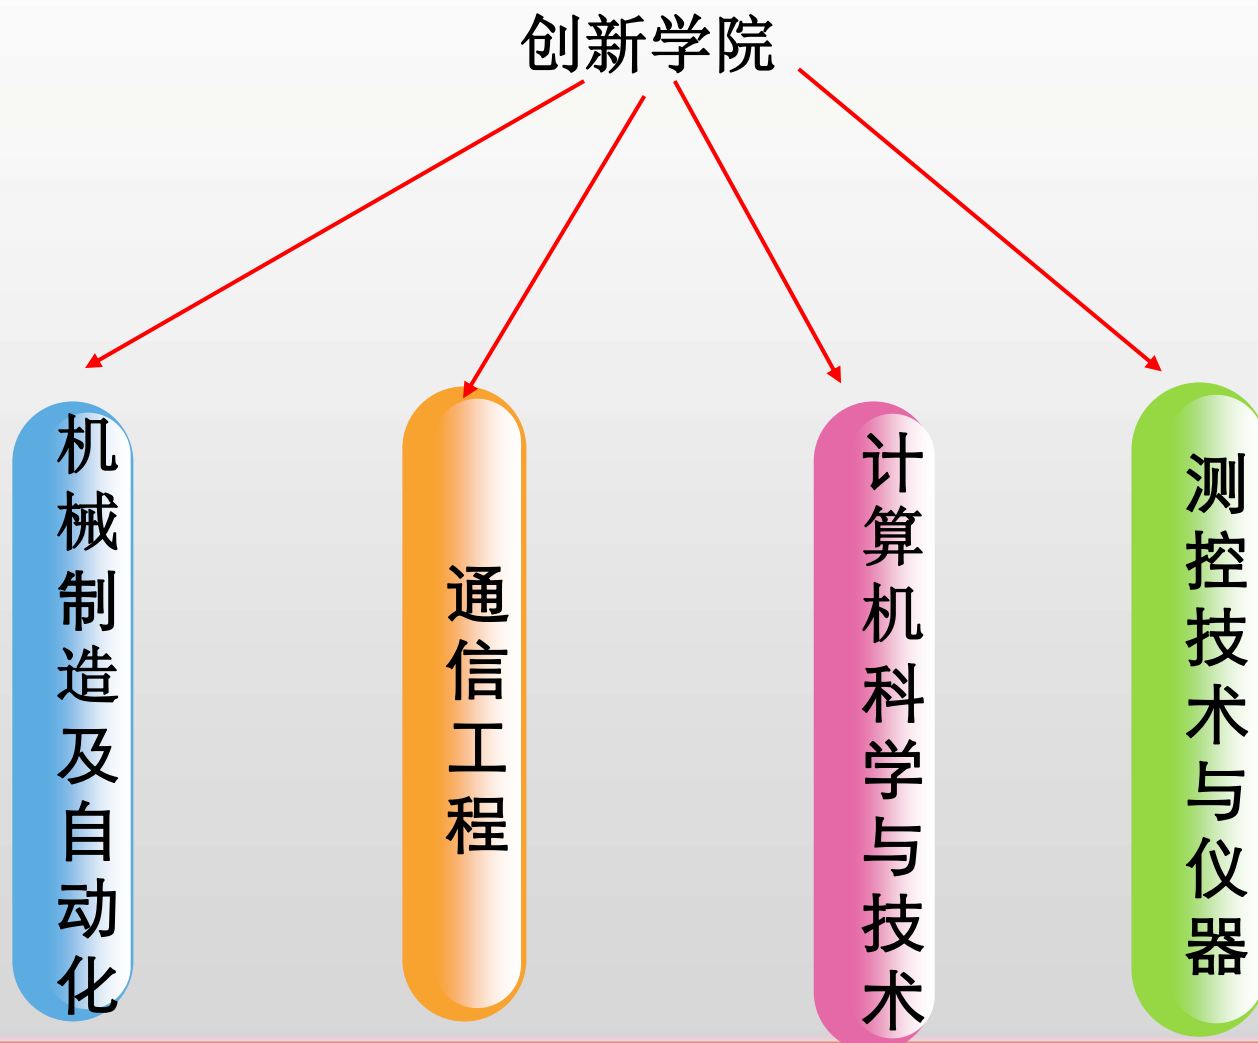 创新学院
机械制造及自动化
通信工程
计算机科学与技术
测控技术与仪器